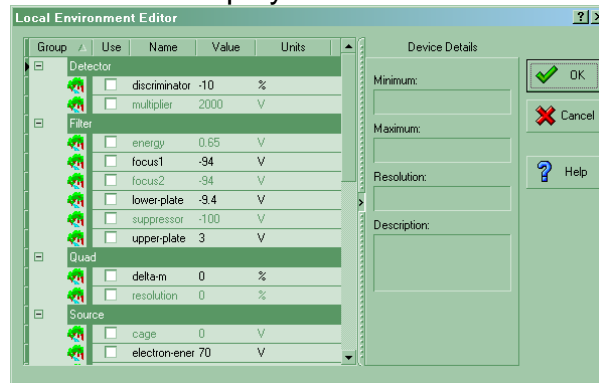 Local Environment Editor
Group Use Name Value Units
Detector
discriminator -10 %
multiplier 2000 V
Filter
energy 0.65 V
focus1 -94 V
focus2 -94 V
lower-plate -9.4 V
suppressor -100 V
upper-plate 3 V
Quad
delta-m 0 %
resolution 0 %
Source
cage 0 V
electron-ener 70 V
Device Details
Minimum:
Maximum:
Resolution:
Description:
OK
Cancel
Help